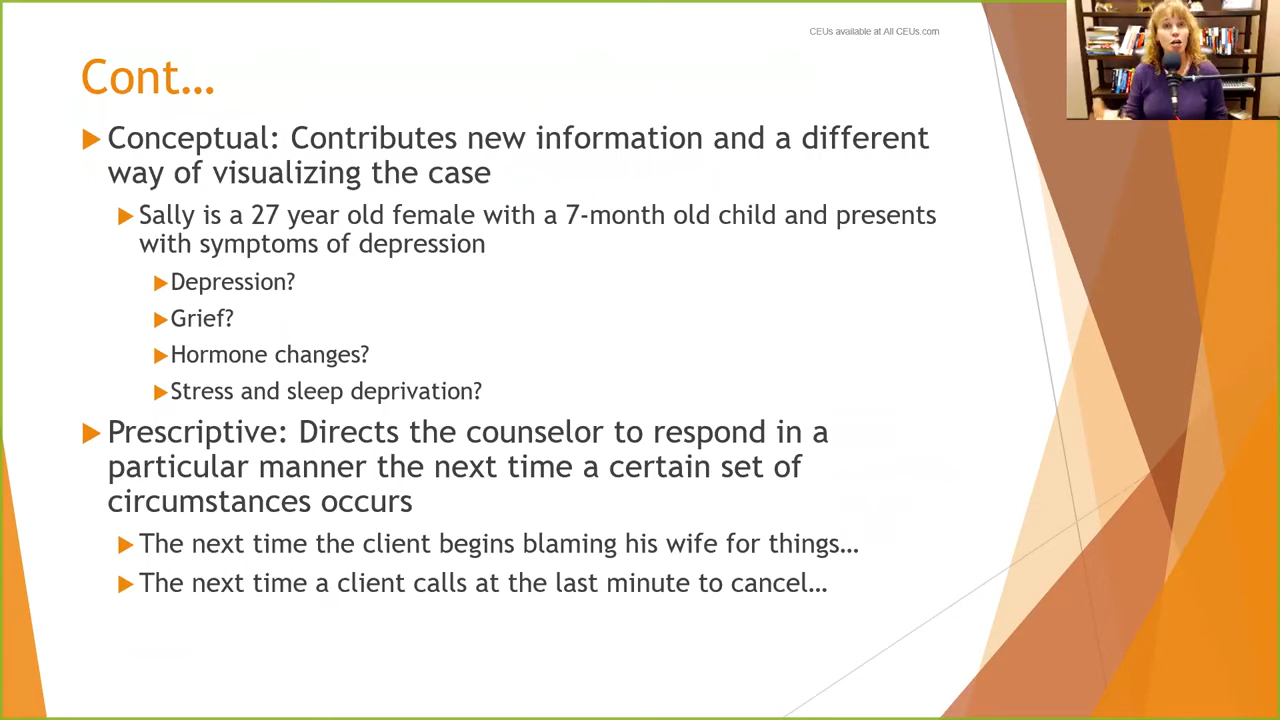 CEUs available at All CEUs.com
Cont…
Conceptual: Contributes new information and a different
way of visualizing the case
Sally is a 27 year old female with a 7-month old child and presents
with symptoms of depression
Depression?
Grief?
Hormone changes?
Stress and sleep deprivation?
Prescriptive: Directs the counselor to respond in a
particular manner the next time a certain set of
circumstances occurs
The next time the client begins blaming his wife for things…
The next time a client calls at the last minute to cancel…